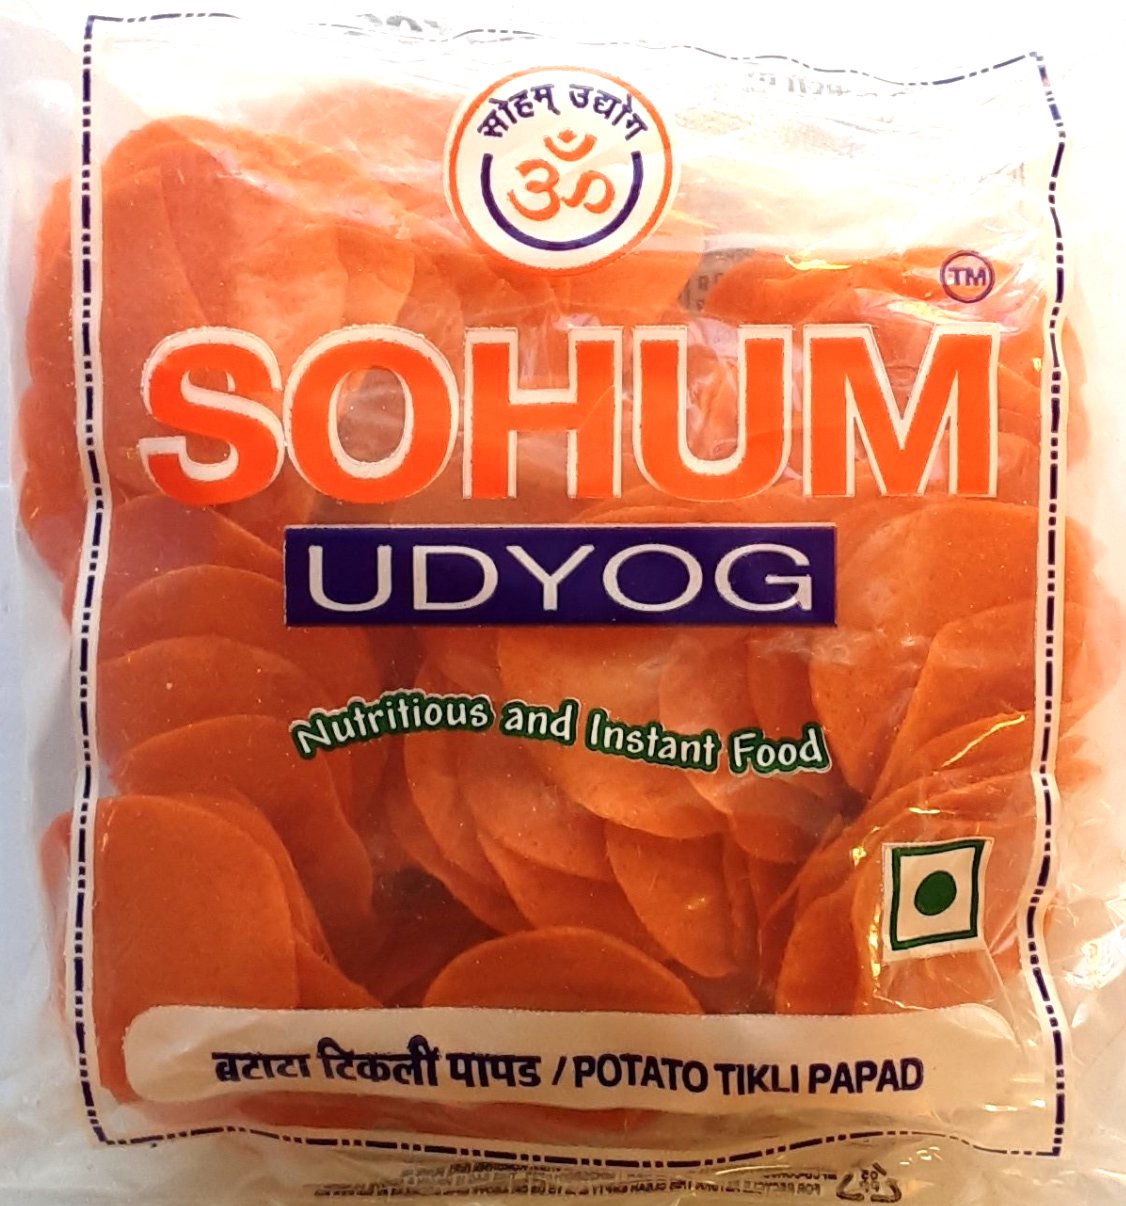 सोहम् उद्योग
ॐ
TM
SOHUM
UDYOG
Nutritious and Instant Food
बटाटा टिकली पापड / POTATO TIKLI PAPAD